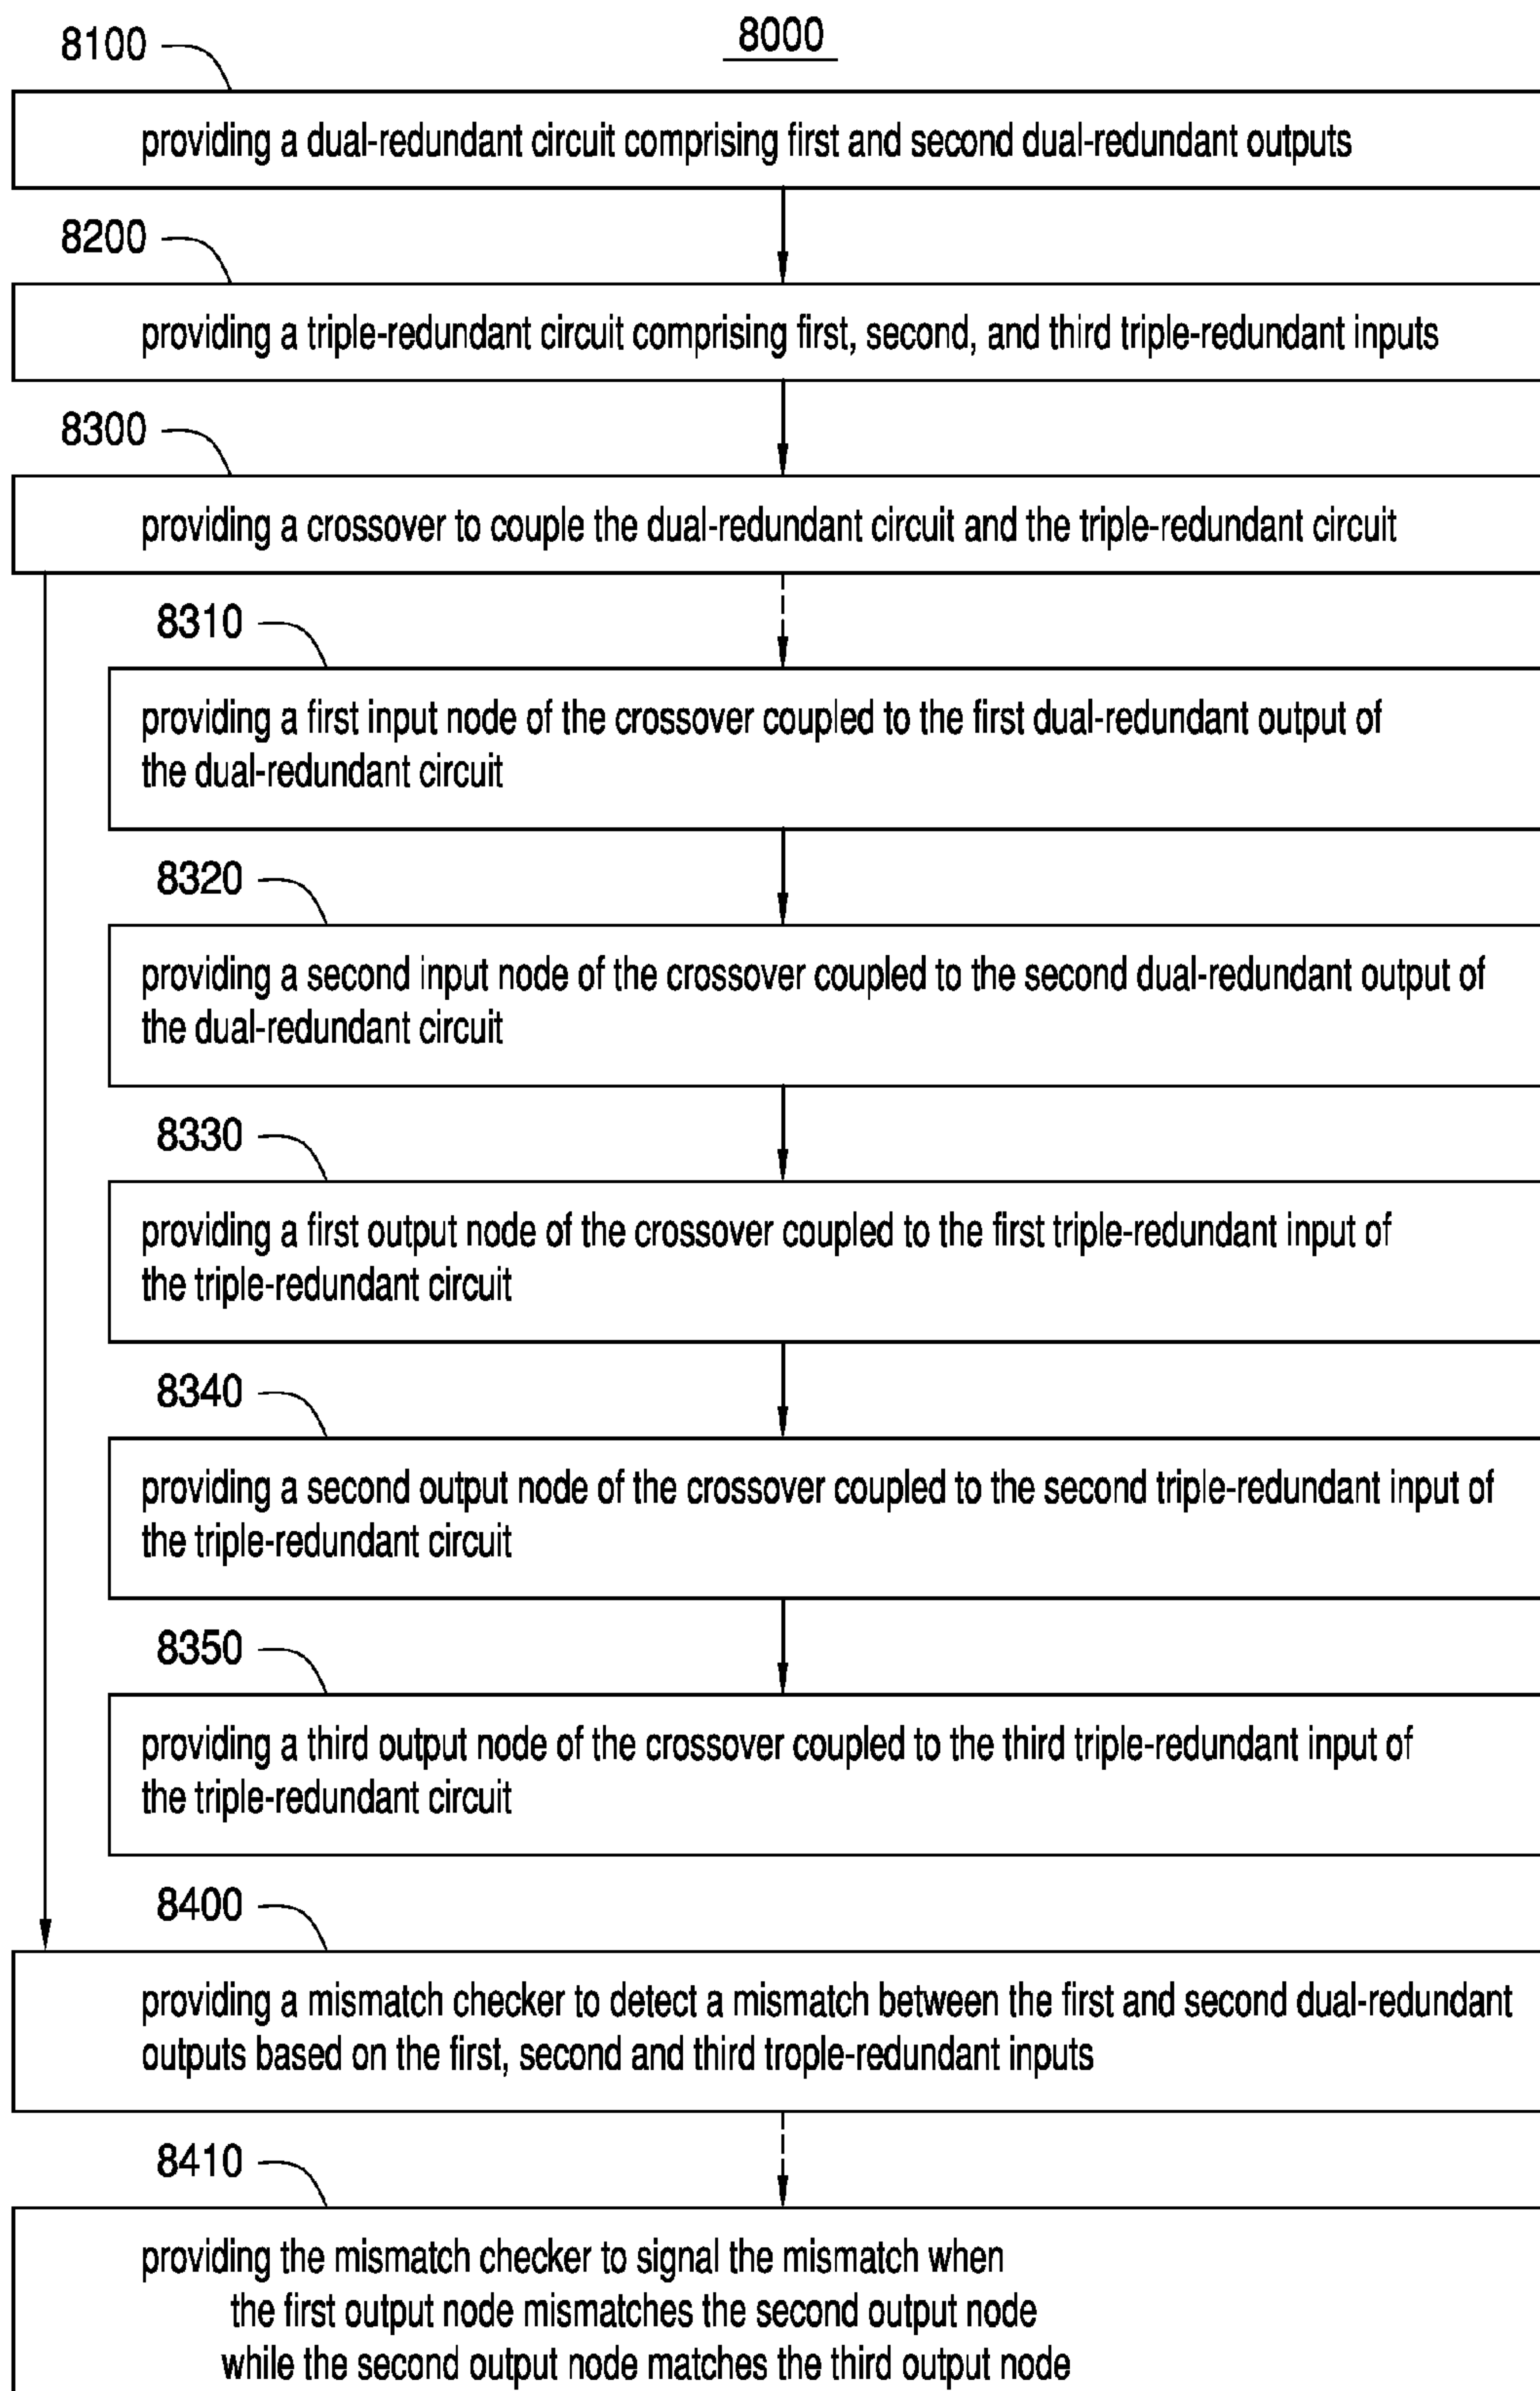 8000
8100
providing a dual-redundant circuit comprising first and second dual-redundant outputs
8200
providing a triple-redundant circuit comprising first, second, and third triple-redundant inputs
8300
providing a crossover to couple the dual-redundant circuit and the triple-redundant circuit
8310
providing a first input node of the crossover coupled to the first dual-redundant output of
the dual-redundant circuit
8320
providing a second input node of the crossover coupled to the second dual-redundant output of
the dual-redundant circuit
8330
providing a first output node of the crossover coupled to the first triple-redundant input of
the triple-redundant circuit
8340
providing a second output node of the crossover coupled to the second triple-redundant input of
the triple-redundant circuit
8350
providing a third output node of the crossover coupled to the third triple-redundant input of
the triple-redundant circuit
8400
providing a mismatch checker to detect a mismatch between the first and second dual-redundant
outputs based on the first, second and third trople-redundant inputs
8410
providing the mismatch checker to signal the mismatch when
the first output node mismatches the second output node
while the second output node matches the third output node